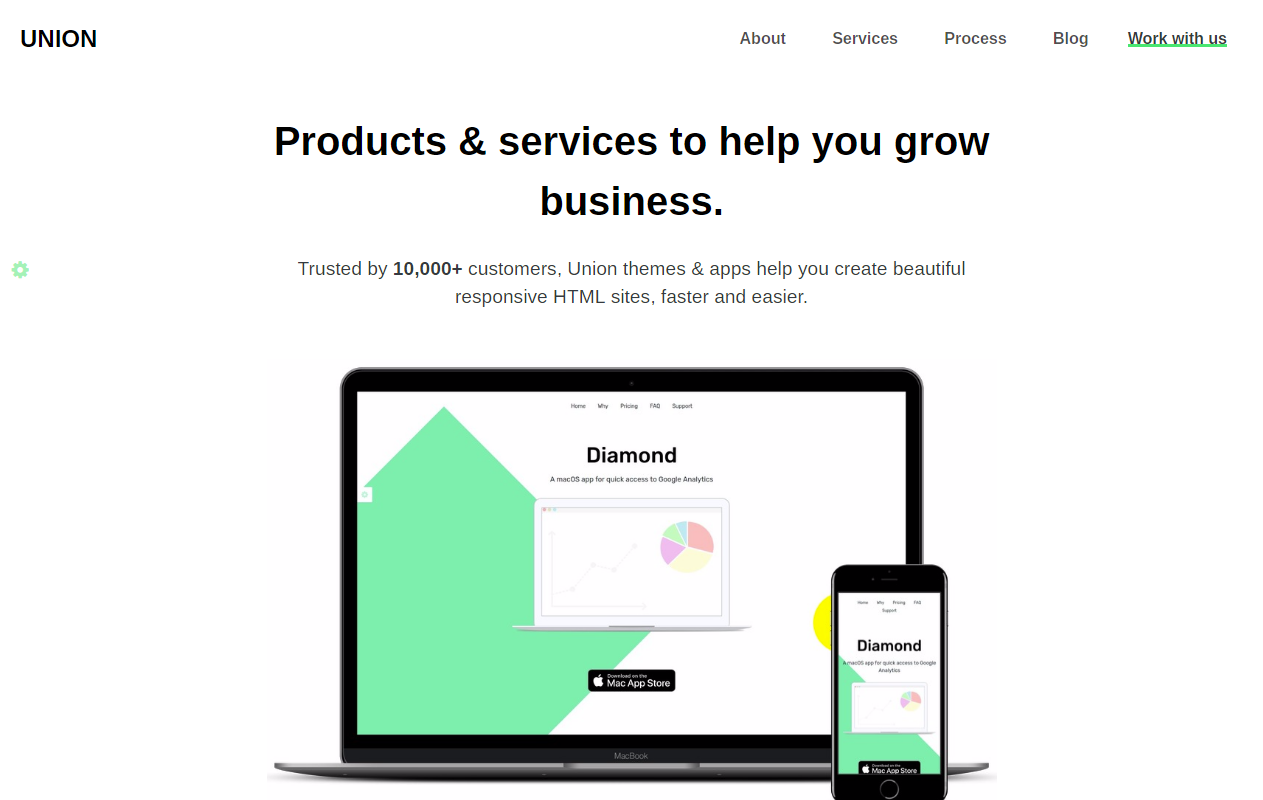 UNION
About Services Process Blog Work with us
Products & services to help you grow
business.
Trusted by 10,000+ customers, Union themes & apps help you create beautiful
responsive HTML sites, faster and easier.
Home Why Pricing FAQ Support
Diamond
A macOS app for quick access to Google Analytics
Download on the
Mac App Store
MacBook
Home Why Pricing FAQ
Support
Diamond
A macOS app for quick access to Google
Analytics
Download on the
Mac App Store